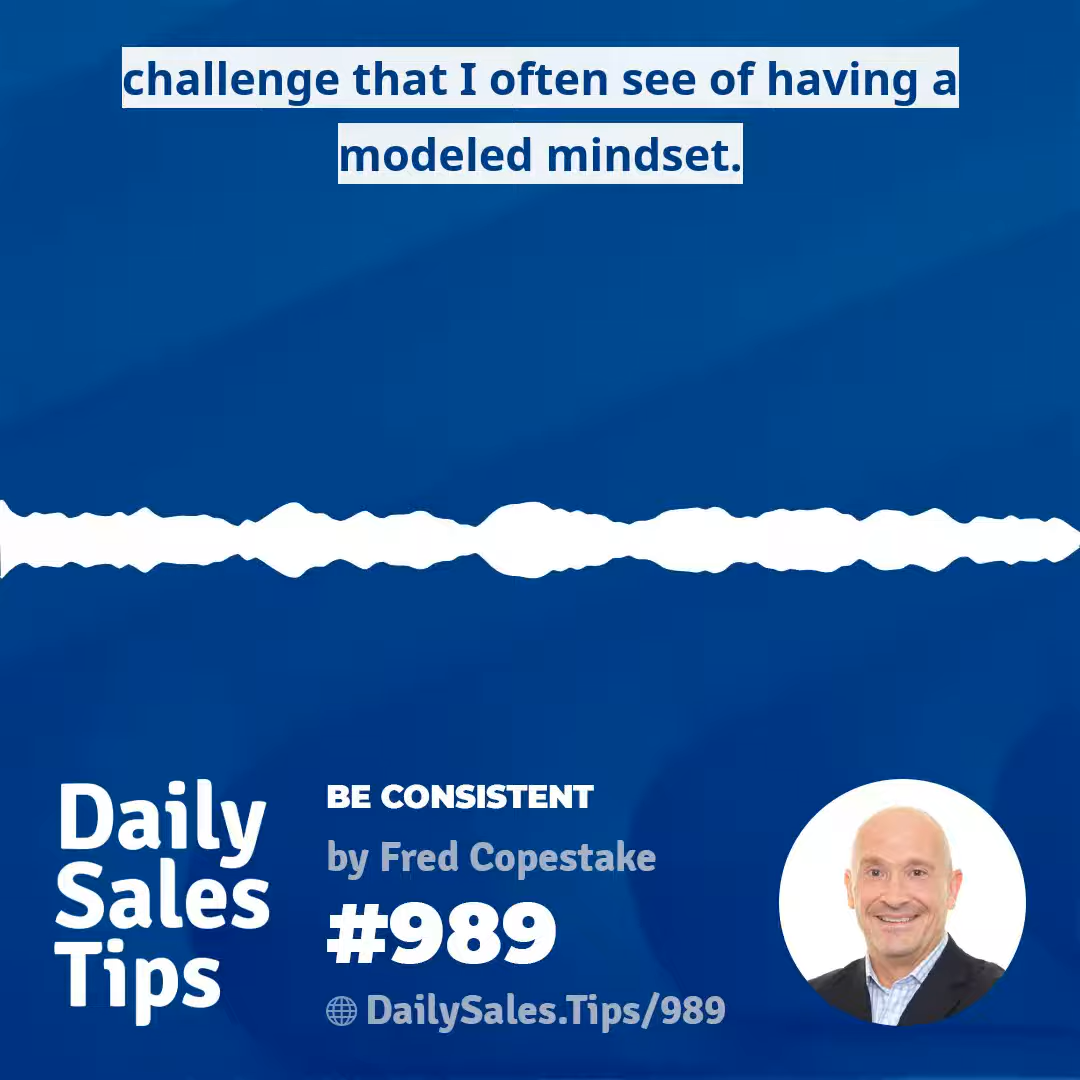 challenge that I often see of having a
modeled mindset.
Daily
Sales
Tips
BE CONSISTENT
by Fred Copestake
#989
DailySales.Tips/989